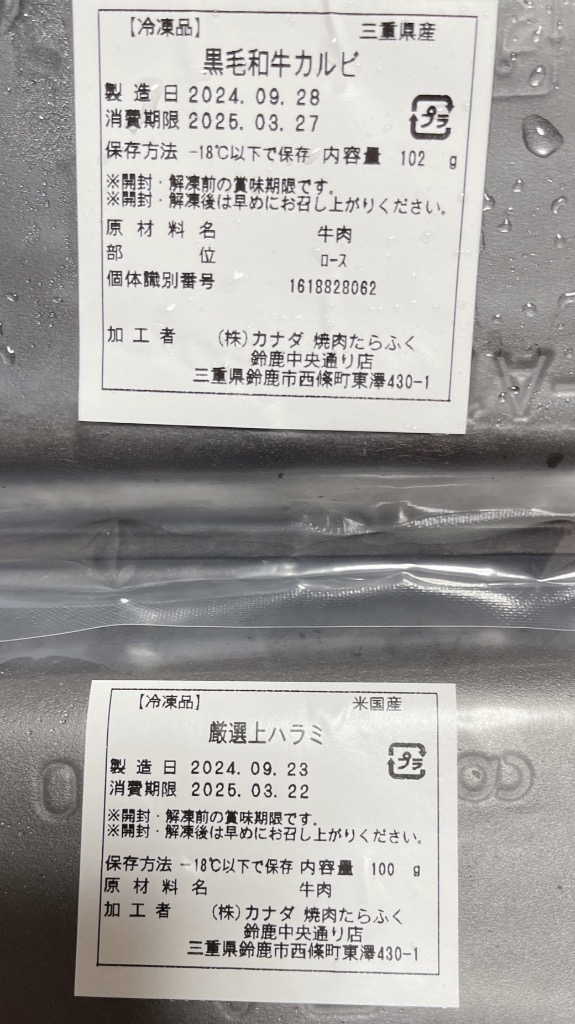 【冷凍品】 三重県産
黒毛和牛カルビ
製造日 2024.09.28
消費期限 2025.03.27
プラ
保存方法 -18℃以下で保存 内容量 102 g
※開封・解凍前の賞味期限です。
※開封・解凍後は早めにお召し上がりください。
原材料名 牛肉
部位 ロース
個体識別番号 1618828062
加工者 (株)カナダ 焼肉たらふく
鈴鹿中央通り店
三重県鈴鹿市西條町東澤430-1
【冷凍品】 米国産
厳選上ハラミ
プラ
製造日 2024.09.23
消費期限 2025.03.22
※開封・解凍前の賞味期限です。
※開封・解凍後は早めにお召し上がりください。
保存方法 -18℃以下で保存 内容量 100 g
原材料名 牛肉
加工者 (株)カナダ 焼肉たらふく
鈴鹿中央通り店
三重県鈴鹿市西條町東澤430-1